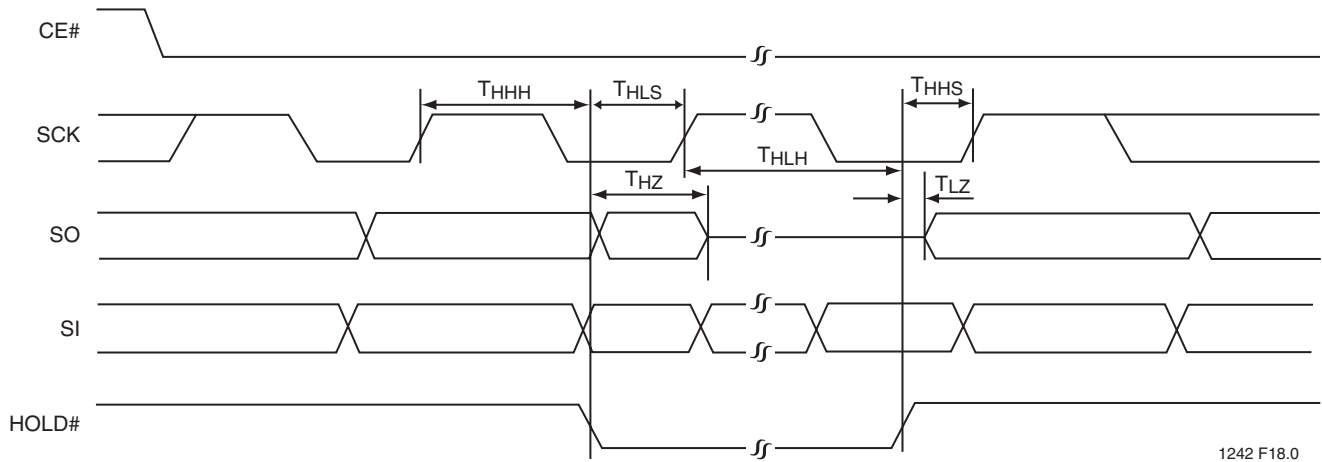 CE#
THHH
THLS
THHS
SCK
THLH
THZ
TLZ
SO
SI
HOLD#
1242 F18.0